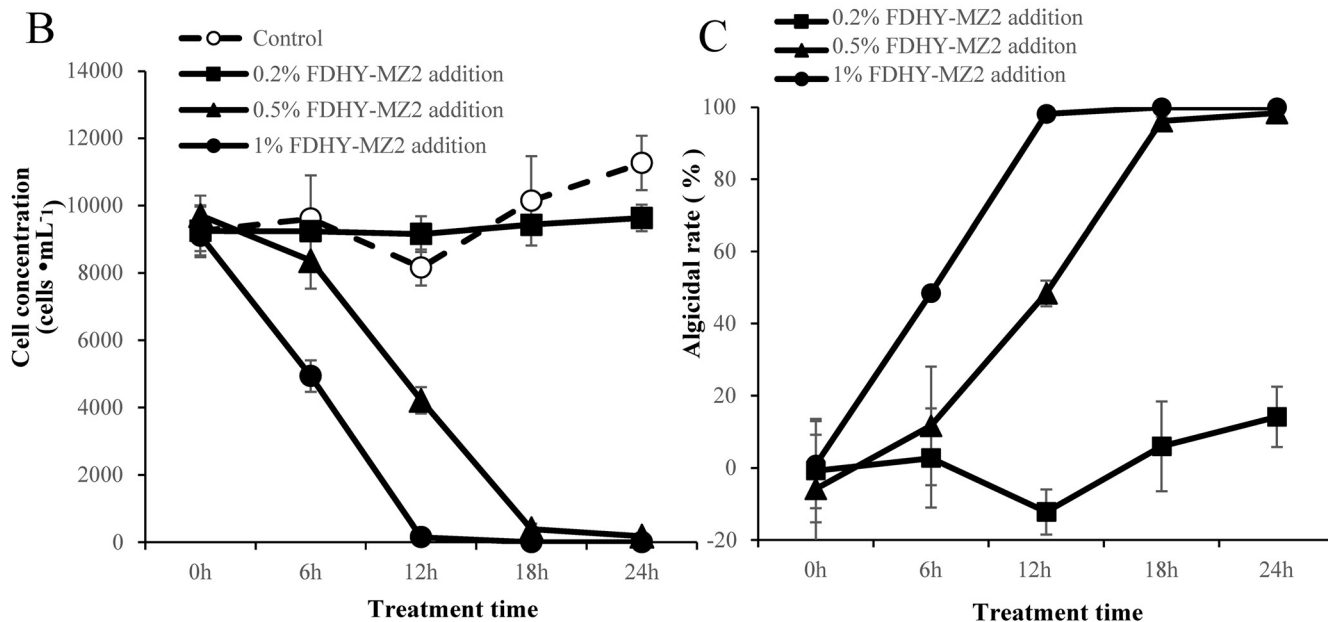 B
Control
0.2% FDHY-MZ2 addition
0.5% FDHY-MZ2 addition
1% FDHY-MZ2 addition
Cell concentration
(cells •mL-1)
14000
12000
10000
8000
6000
4000
2000
0
0h 6h 12h 18h 24h
Treatment time
C
0.2% FDHY-MZ2 addition
0.5% FDHY-MZ2 additon
1% FDHY-MZ2 addition
Algicidal rate ( % )
100
80
60
40
20
0
-20
0h 6h 12h 18h 24h
Treatment time